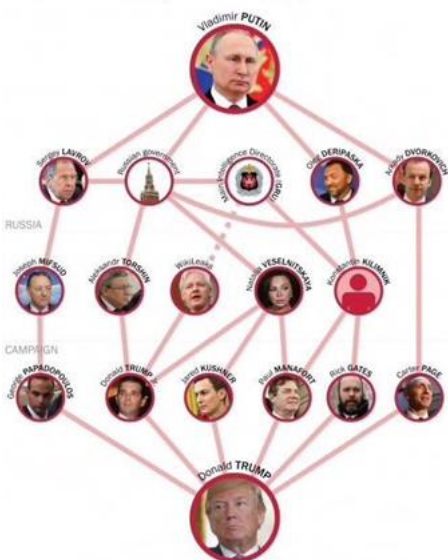 Vladimir PUTIN
Sergey LAVROV
Russian government
Main Intelligence Directorate (GRU)
Oleg DERIPASKA
Arkady DVORKOVICH
RUSSIA
Joseph MIFSUD
Aleksandr TORSHIN
WikiLeaks
Natalia VESELNITSKAYA
Konstantin KILIMNIK
CAMPAIGN
George PAPADOPOULOS
Donald TRUMP Jr
Jared KUSHNER
Paul MANAFORT
Rick GATES
Carter PAGE
Donald TRUMP